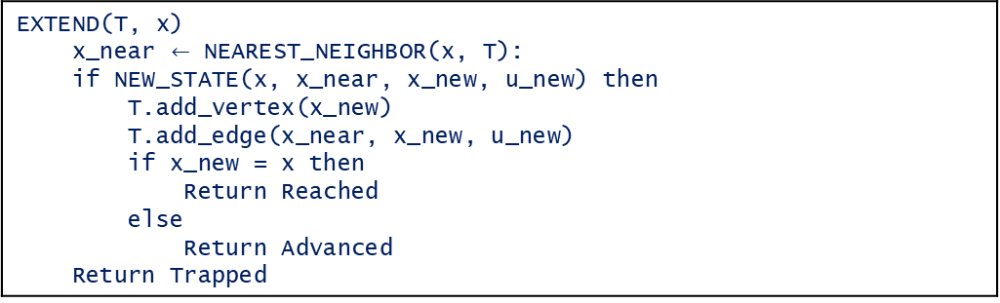 EXTEND(T, x)
    x_near ← NEAREST_NEIGHBOR(x, T):
    if NEW_STATE(x, x_near, x_new, u_new) then
        T.add_vertex(x_new)
        T.add_edge(x_near, x_new, u_new)
        if x_new = x then
            Return Reached
        else
            Return Advanced
    Return Trapped